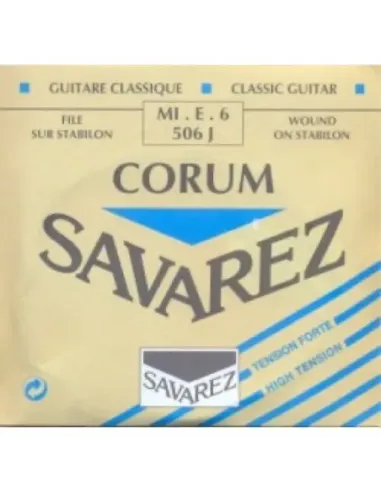 GUITARE CLASSIQUE CLASSIC GUITAR
FILE MI . E . 6 WOUND
SUR STABILON 506 J ON STABILON
CORUM
SAVAREZ
TENSION FORTE
HIGH TENSION
SAVAREZ